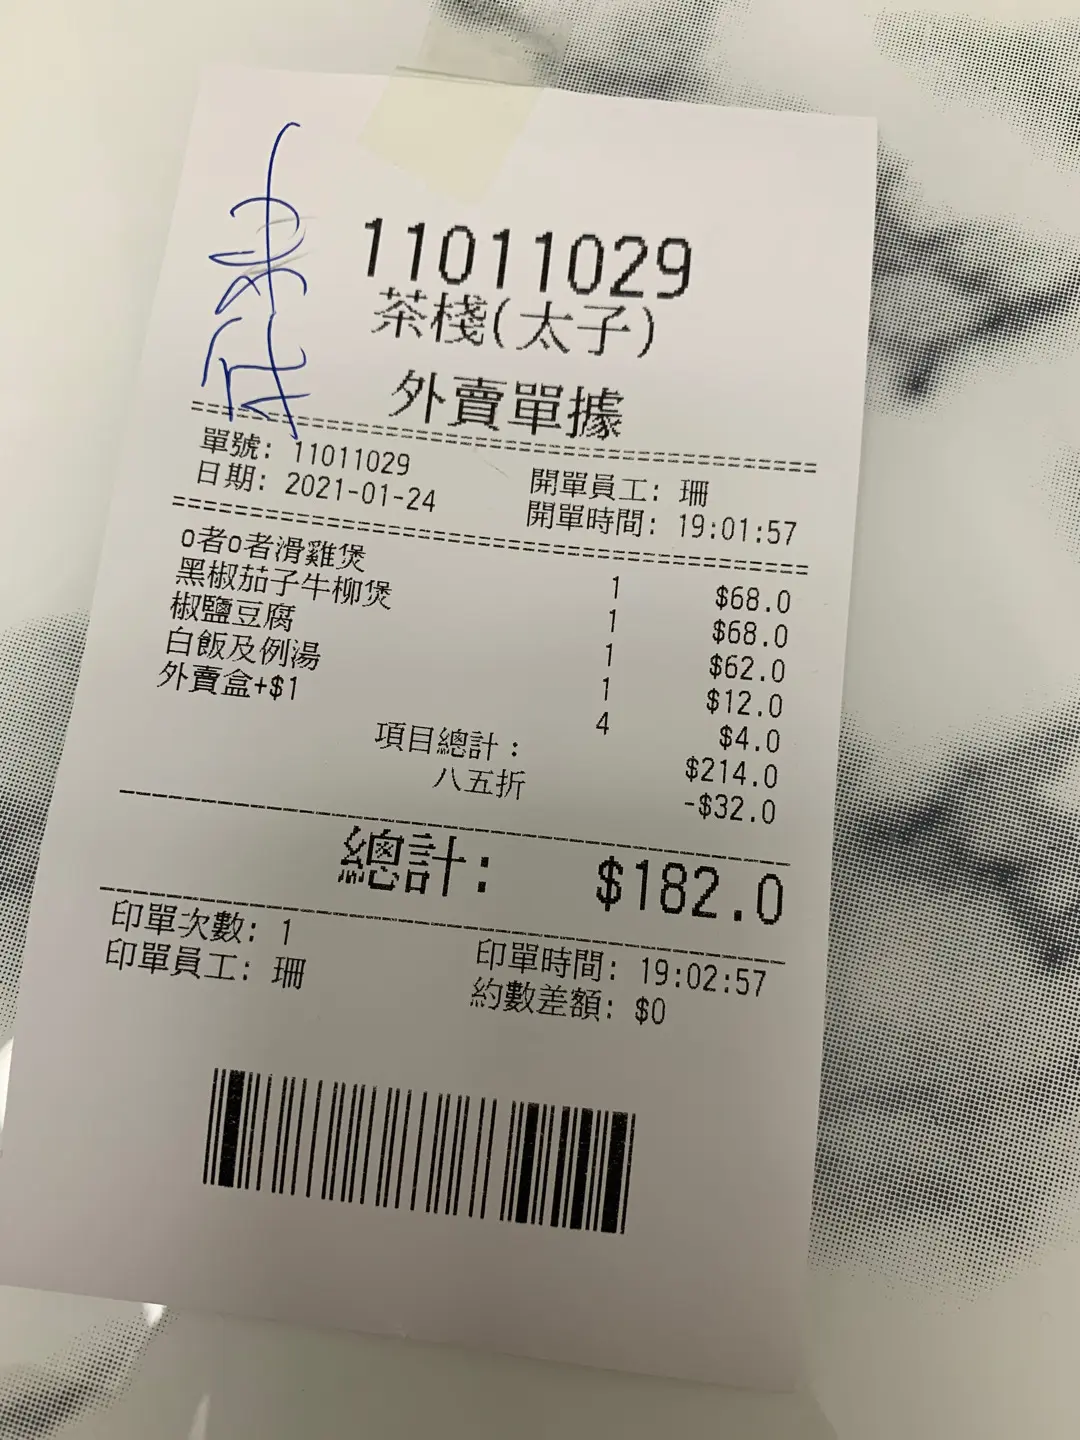 未付
11011029
茶棧(太子)
外賣單據
單號: 11011029
開單員工: 珊
日期: 2021-01-24
開單時間: 19:01:57
o者o者滑雞煲 1 $68.0
黑椒茄子牛柳煲 1 $68.0
椒鹽豆腐 1 $62.0
白飯及例湯 1 $12.0
外賣盒+$1 4 $4.0
項目總計: $214.0
八五折 -$32.0
總計: $182.0
印單次數: 1
印單時間: 19:02:57
印單員工: 珊
約數差額: $0